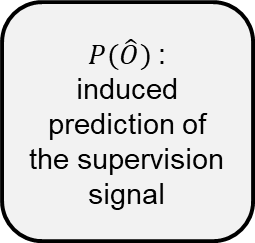 P(Ô) :
induced
prediction of
the supervision
signal